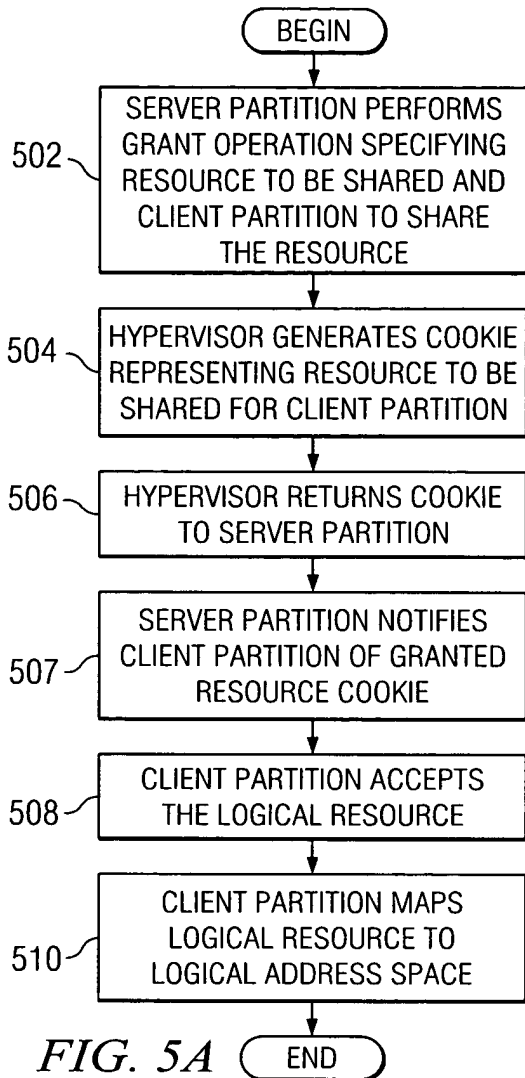 BEGIN
502
SERVER PARTITION PERFORMS
GRANT OPERATION SPECIFYING
RESOURCE TO BE SHARED AND
CLIENT PARTITION TO SHARE
THE RESOURCE
504
HYPERVISOR GENERATES COOKIE
REPRESENTING RESOURCE TO BE
SHARED FOR CLIENT PARTITION
506
HYPERVISOR RETURNS COOKIE
TO SERVER PARTITION
507
SERVER PARTITION NOTIFIES
CLIENT PARTITION OF GRANTED
RESOURCE COOKIE
508
CLIENT PARTITION ACCEPTS
THE LOGICAL RESOURCE
510
CLIENT PARTITION MAPS
LOGICAL RESOURCE TO
LOGICAL ADDRESS SPACE
FIG. 5A
END